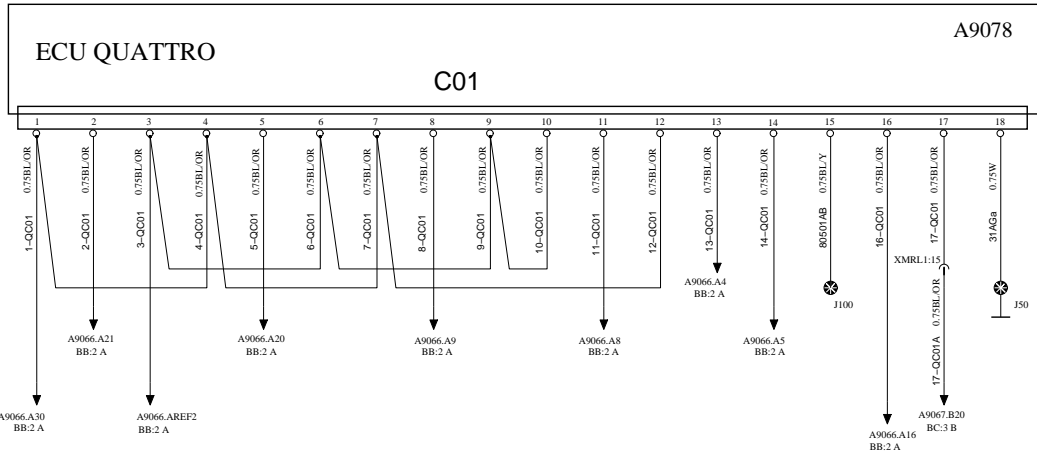 ECU QUATTRO
A9078
C01
1 2 3 4 5 6 7 8 9 10 11 12 13 14 15 16 17 18
0.75BL/OR 0.75BL/OR 0.75BL/OR 0.75BL/OR 0.75BL/OR 0.75BL/OR 0.75BL/OR 0.75BL/OR 0.75BL/OR 0.75BL/OR 0.75BL/OR 0.75BL/OR 0.75BL/OR 0.75BL/OR 0.75BL/Y 0.75BL/OR 0.75BL/OR 0.75W
1-QC01 2-QC01 3-QC01 4-QC01 5-QC01 6-QC01 7-QC01 8-QC01 9-QC01 10-QC01 11-QC01 12-QC01 13-QC01 14-QC01 80501AB 16-QC01 17-QC01 31AGa
XMRL1:15
A9066.A4
BB:2 A
J100
J50
0.75BL/OR
17-QC01A
A9066.A21
BB:2 A
A9066.A20
BB:2 A
A9066.A9
BB:2 A
A9066.A8
BB:2 A
A9066.A5
BB:2 A
A9066.A30
BB:2 A
A9066.AREF2
BB:2 A
A9067.B20
BC:3 B
A9066.A16
BB:2 A